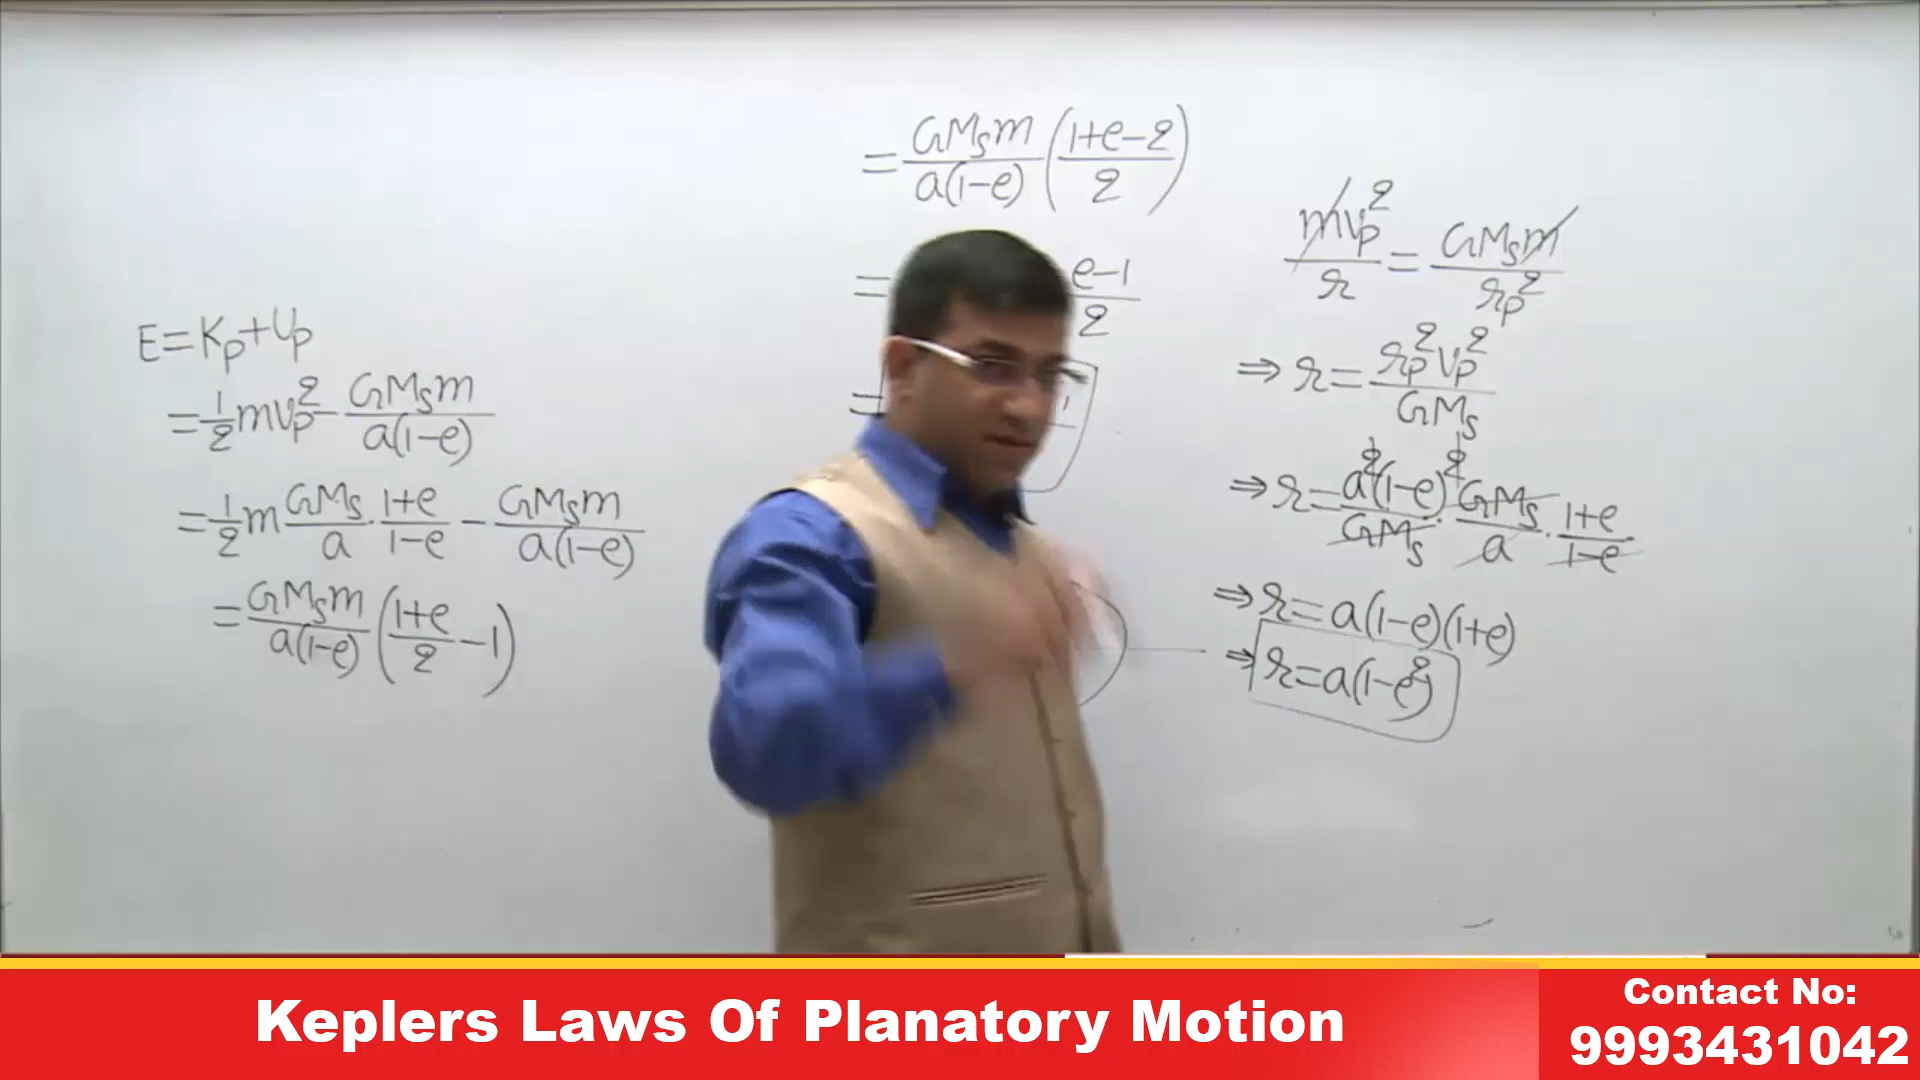 E=Kp+Up
=1/2 mvp² - GMsm/a(1-e)
=1/2 m GMs/a · 1+e/1-e - GMsm/a(1-e)
=GMsm/a(1-e) (1+e/2 -1)
=GMsm/a(1-e) (1+e-2/2)
= e-1/2
=
mvp²/r = GMsm/rp²
⇒ r = rp²vp²/GMs
⇒ r = a²(1-e)²/GMs · GMs/a · 1+e/1-e
⇒ r = a(1-e)(1+e)
⇒ r = a(1-e²)
Keplers Laws Of Planatory Motion
Contact No:
9993431042